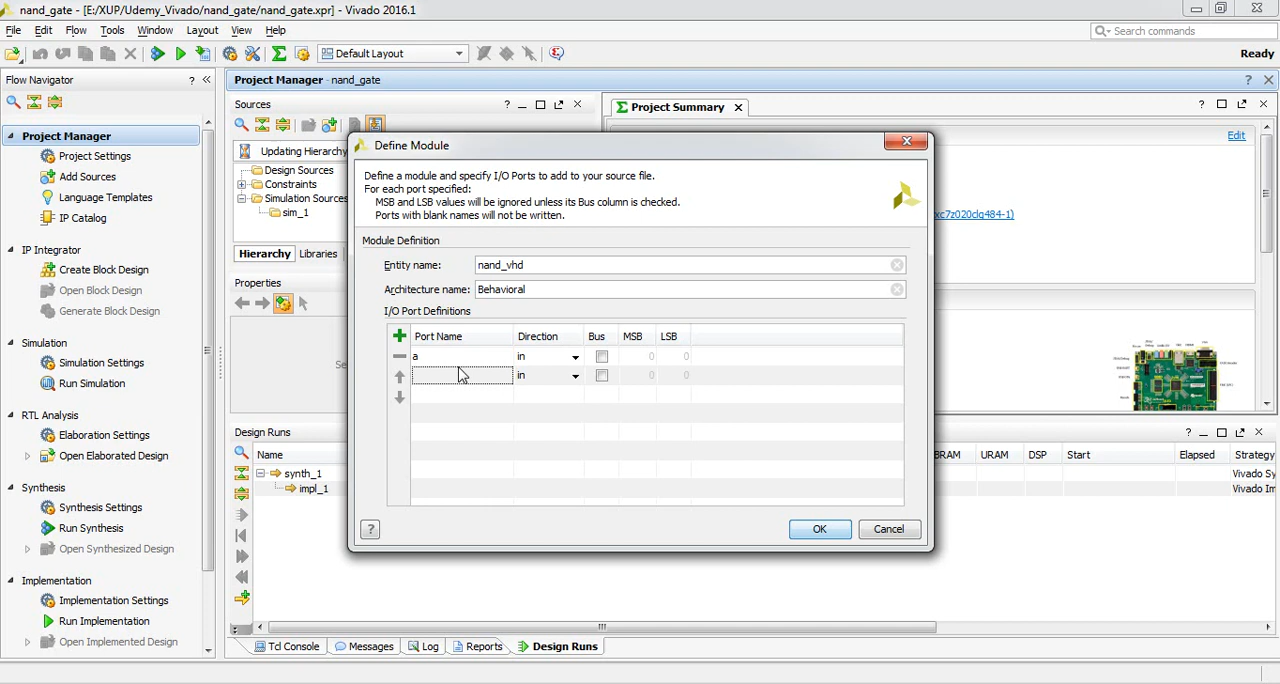 nand_gate - [E:/XUP/Udemy_Vivado/nand_gate/nand_gate.xpr] - Vivado 2016.1
File Edit Flow Tools Window Layout View Help
Search commands
Default Layout
Ready
Flow Navigator ? «
Project Manager - nand_gate
Project Manager
Project Settings
Add Sources
Language Templates
IP Catalog
IP Integrator
Create Block Design
Open Block Design
Generate Block Design
Simulation
Simulation Settings
Run Simulation
RTL Analysis
Elaboration Settings
Open Elaborated Design
Synthesis
Synthesis Settings
Run Synthesis
Open Synthesized Design
Implementation
Implementation Settings
Run Implementation
Open Implemented Design
Sources
Updating Hierarchy
Design Sources
Constraints
Simulation Sources
sim_1
Hierarchy Libraries
Properties
Project Summary
Edit
xc7z020clg484-1)
Define Module
Define a module and specify I/O Ports to add to your source file.
For each port specified:
MSB and LSB values will be ignored unless its Bus column is checked.
Ports with blank names will not be written.
Module Definition
Entity name: nand_vhd
Architecture name: Behavioral
I/O Port Definitions
Port Name Direction Bus MSB LSB
a in 0 0
in 0 0
? OK Cancel
Design Runs
Name BRAM URAM DSP Start Elapsed Strategy
synth_1 Vivado Sy
impl_1 Vivado Im
Tcl Console Messages Log Reports Design Runs